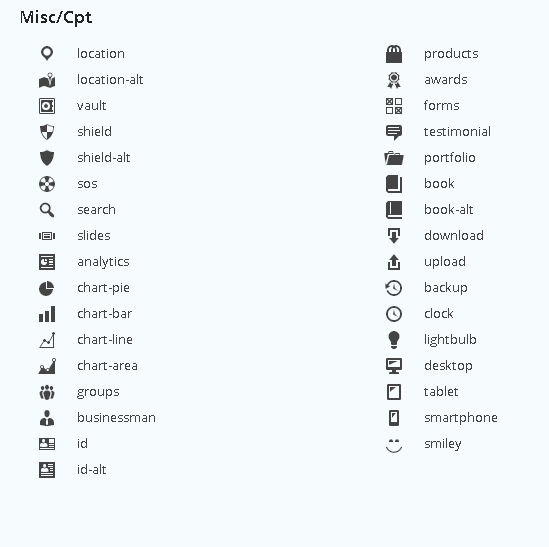 Misc/Cpt
location
location-alt
vault
shield
shield-alt
sos
search
slides
analytics
chart-pie
chart-bar
chart-line
chart-area
groups
businessman
id
id-alt
products
awards
forms
testimonial
portfolio
book
book-alt
download
upload
backup
clock
lightbulb
desktop
tablet
smartphone
smiley